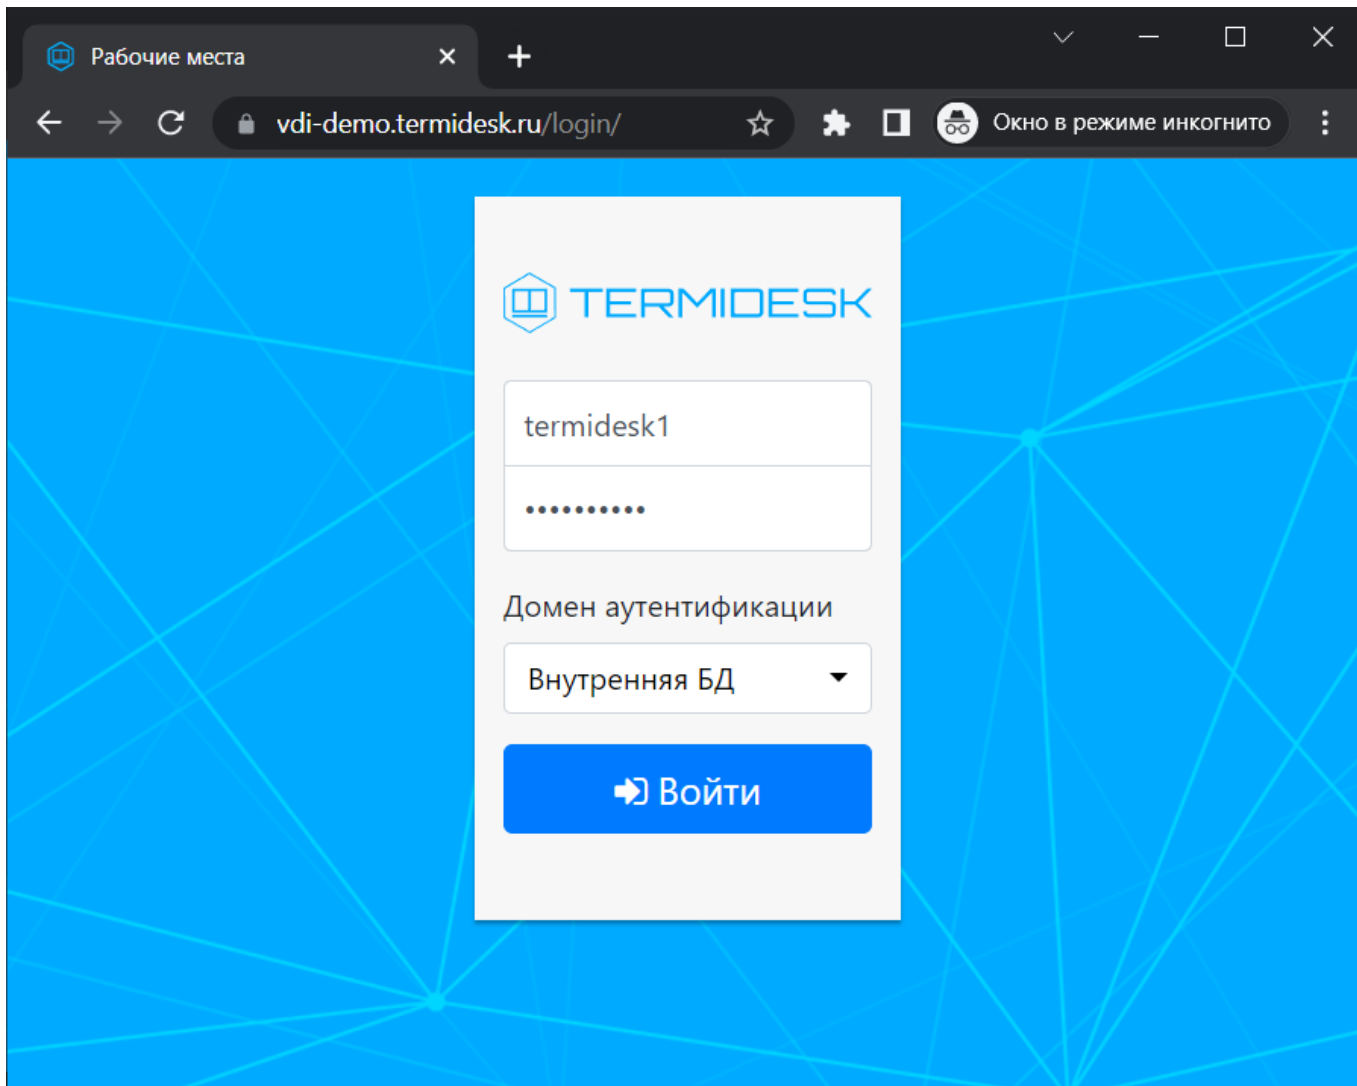 Рабочие места
vdi-demo.termidesk.ru/login/
Окно в режиме инкогнито
TERMIDESK
termidesk1
••••••••••
Домен аутентификации
Внутренняя БД
Войти